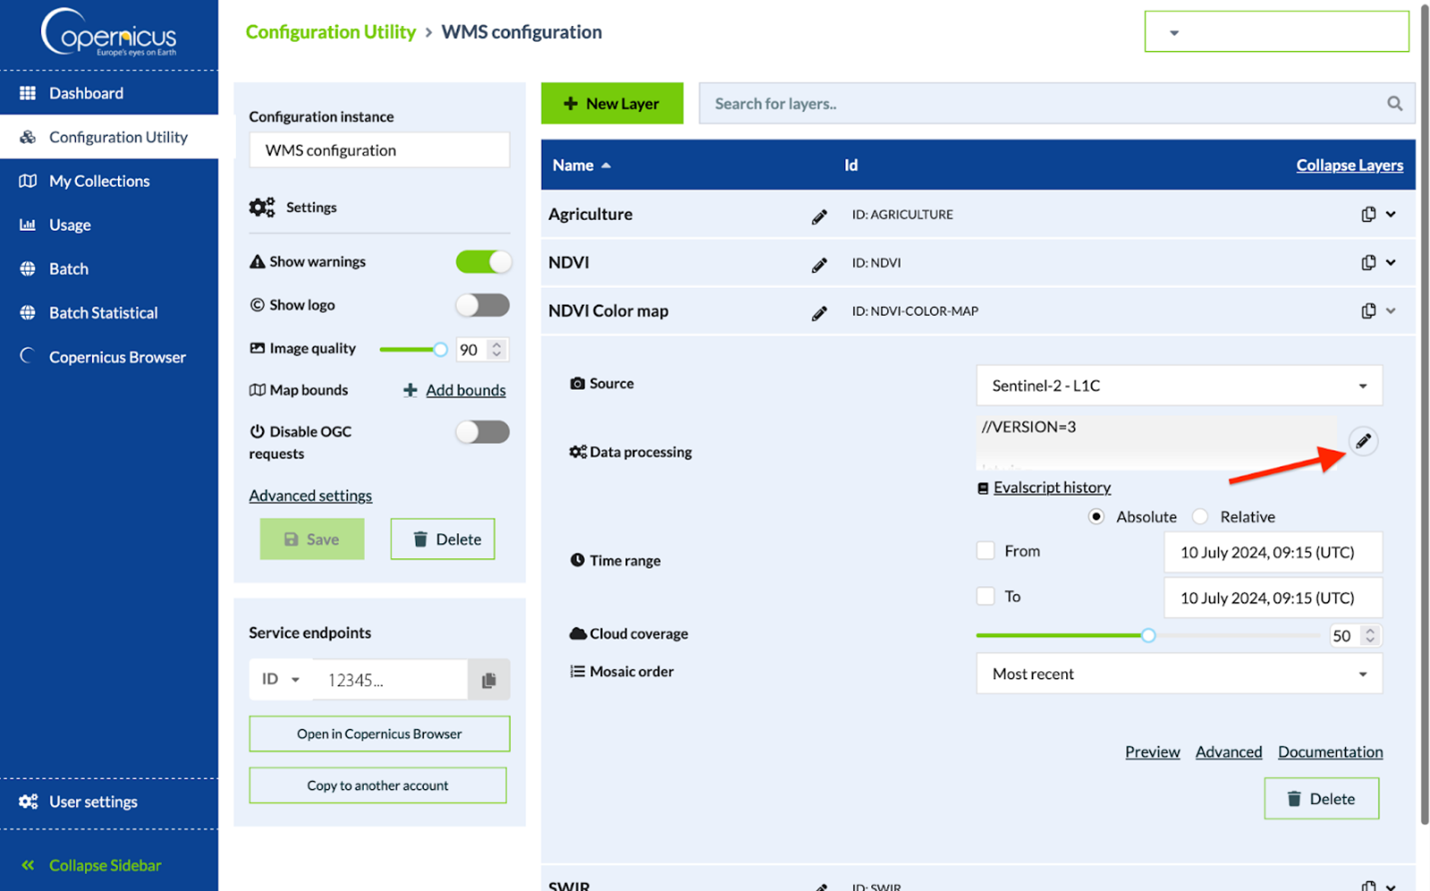 Copernicus
Europe's eyes on Earth
Dashboard
Configuration Utility
My Collections
Usage
Batch
Batch Statistical
Copernicus Browser
User settings
Collapse Sidebar
Configuration Utility > WMS configuration
Configuration instance
WMS configuration
Settings
Show warnings
Show logo
Image quality 90
Map bounds + Add bounds
Disable OGC
requests
Advanced settings
Save Delete
Service endpoints
ID 12345...
Open in Copernicus Browser
Copy to another account
+ New Layer Search for layers..
Name Id Collapse Layers
Agriculture ID: AGRICULTURE
NDVI ID: NDVI
NDVI Color map ID: NDVI-COLOR-MAP
Source Sentinel-2 - L1C
//VERSION=3
Data processing
Evalscript history
Absolute Relative
From 10 July 2024, 09:15 (UTC)
Time range
To 10 July 2024, 09:15 (UTC)
Cloud coverage 50
Mosaic order Most recent
Preview Advanced Documentation
Delete
SWIR ID: SWIR